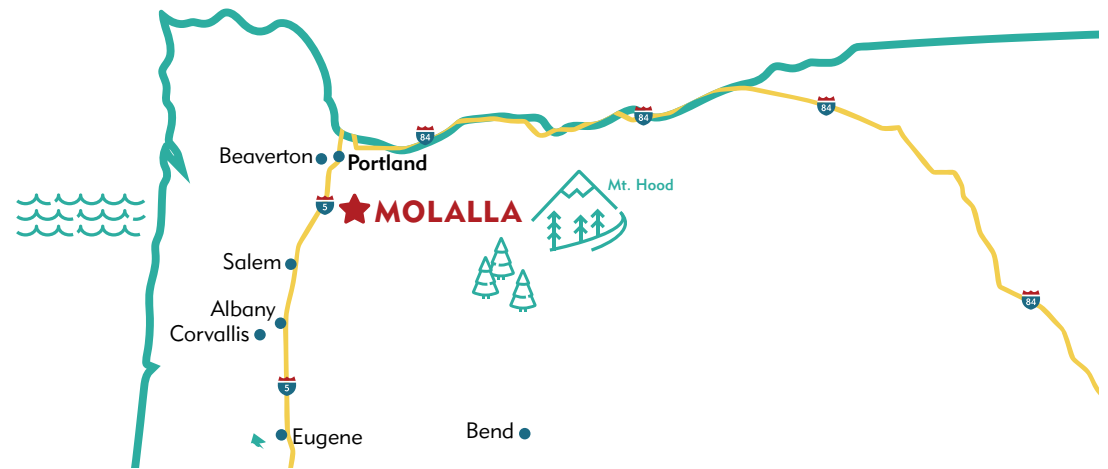 84
84
84
Beaverton
Portland
Mt. Hood
5
MOLALLA
Salem
84
Albany
Corvallis
5
Eugene
Bend